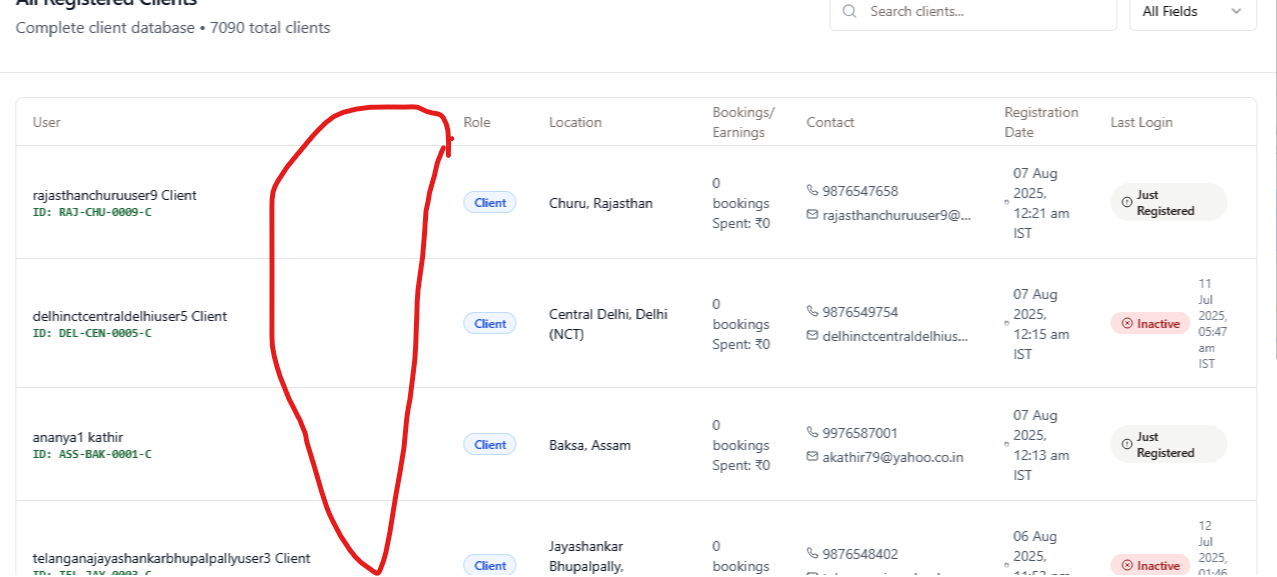 All Registered Clients
Complete client database • 7090 total clients
Search clients...
All Fields
User
Role
Location
Bookings/
Earnings
Contact
Registration
Date
Last Login
rajasthanchuruuser9 Client
ID: RAJ-CHU-0009-C
Client
Churu, Rajasthan
0
bookings
Spent: ₹0
9876547658
rajasthanchuruuser9@...
07 Aug
2025,
12:21 am
IST
Just
Registered
delhinctcentraldelhiuser5 Client
ID: DEL-CEN-0005-C
Client
Central Delhi, Delhi
(NCT)
0
bookings
Spent: ₹0
9876549754
delhinctcentraldelhius...
07 Aug
2025,
12:15 am
IST
Inactive
11
Jul
2025,
05:47
am
IST
ananya1 kathir
ID: ASS-BAK-0001-C
Client
Baksa, Assam
0
bookings
Spent: ₹0
9976587001
akathir79@yahoo.co.in
07 Aug
2025,
12:13 am
IST
Just
Registered
telanganajayashankarbhupalpallyuser3 Client
ID: TEL-JAY-0003-C
Client
Jayashankar
Bhupalpally,
0
bookings
9876548402
06 Aug
2025,
11:53 pm
Inactive
12
Jul
2025,
01:46